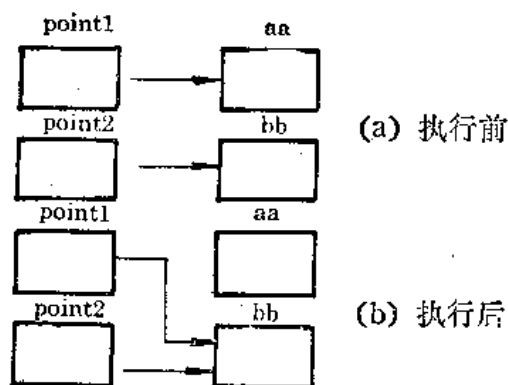 point1 aa
point2 bb
(a) 执行前
point1 aa
point2 bb
(b) 执行后